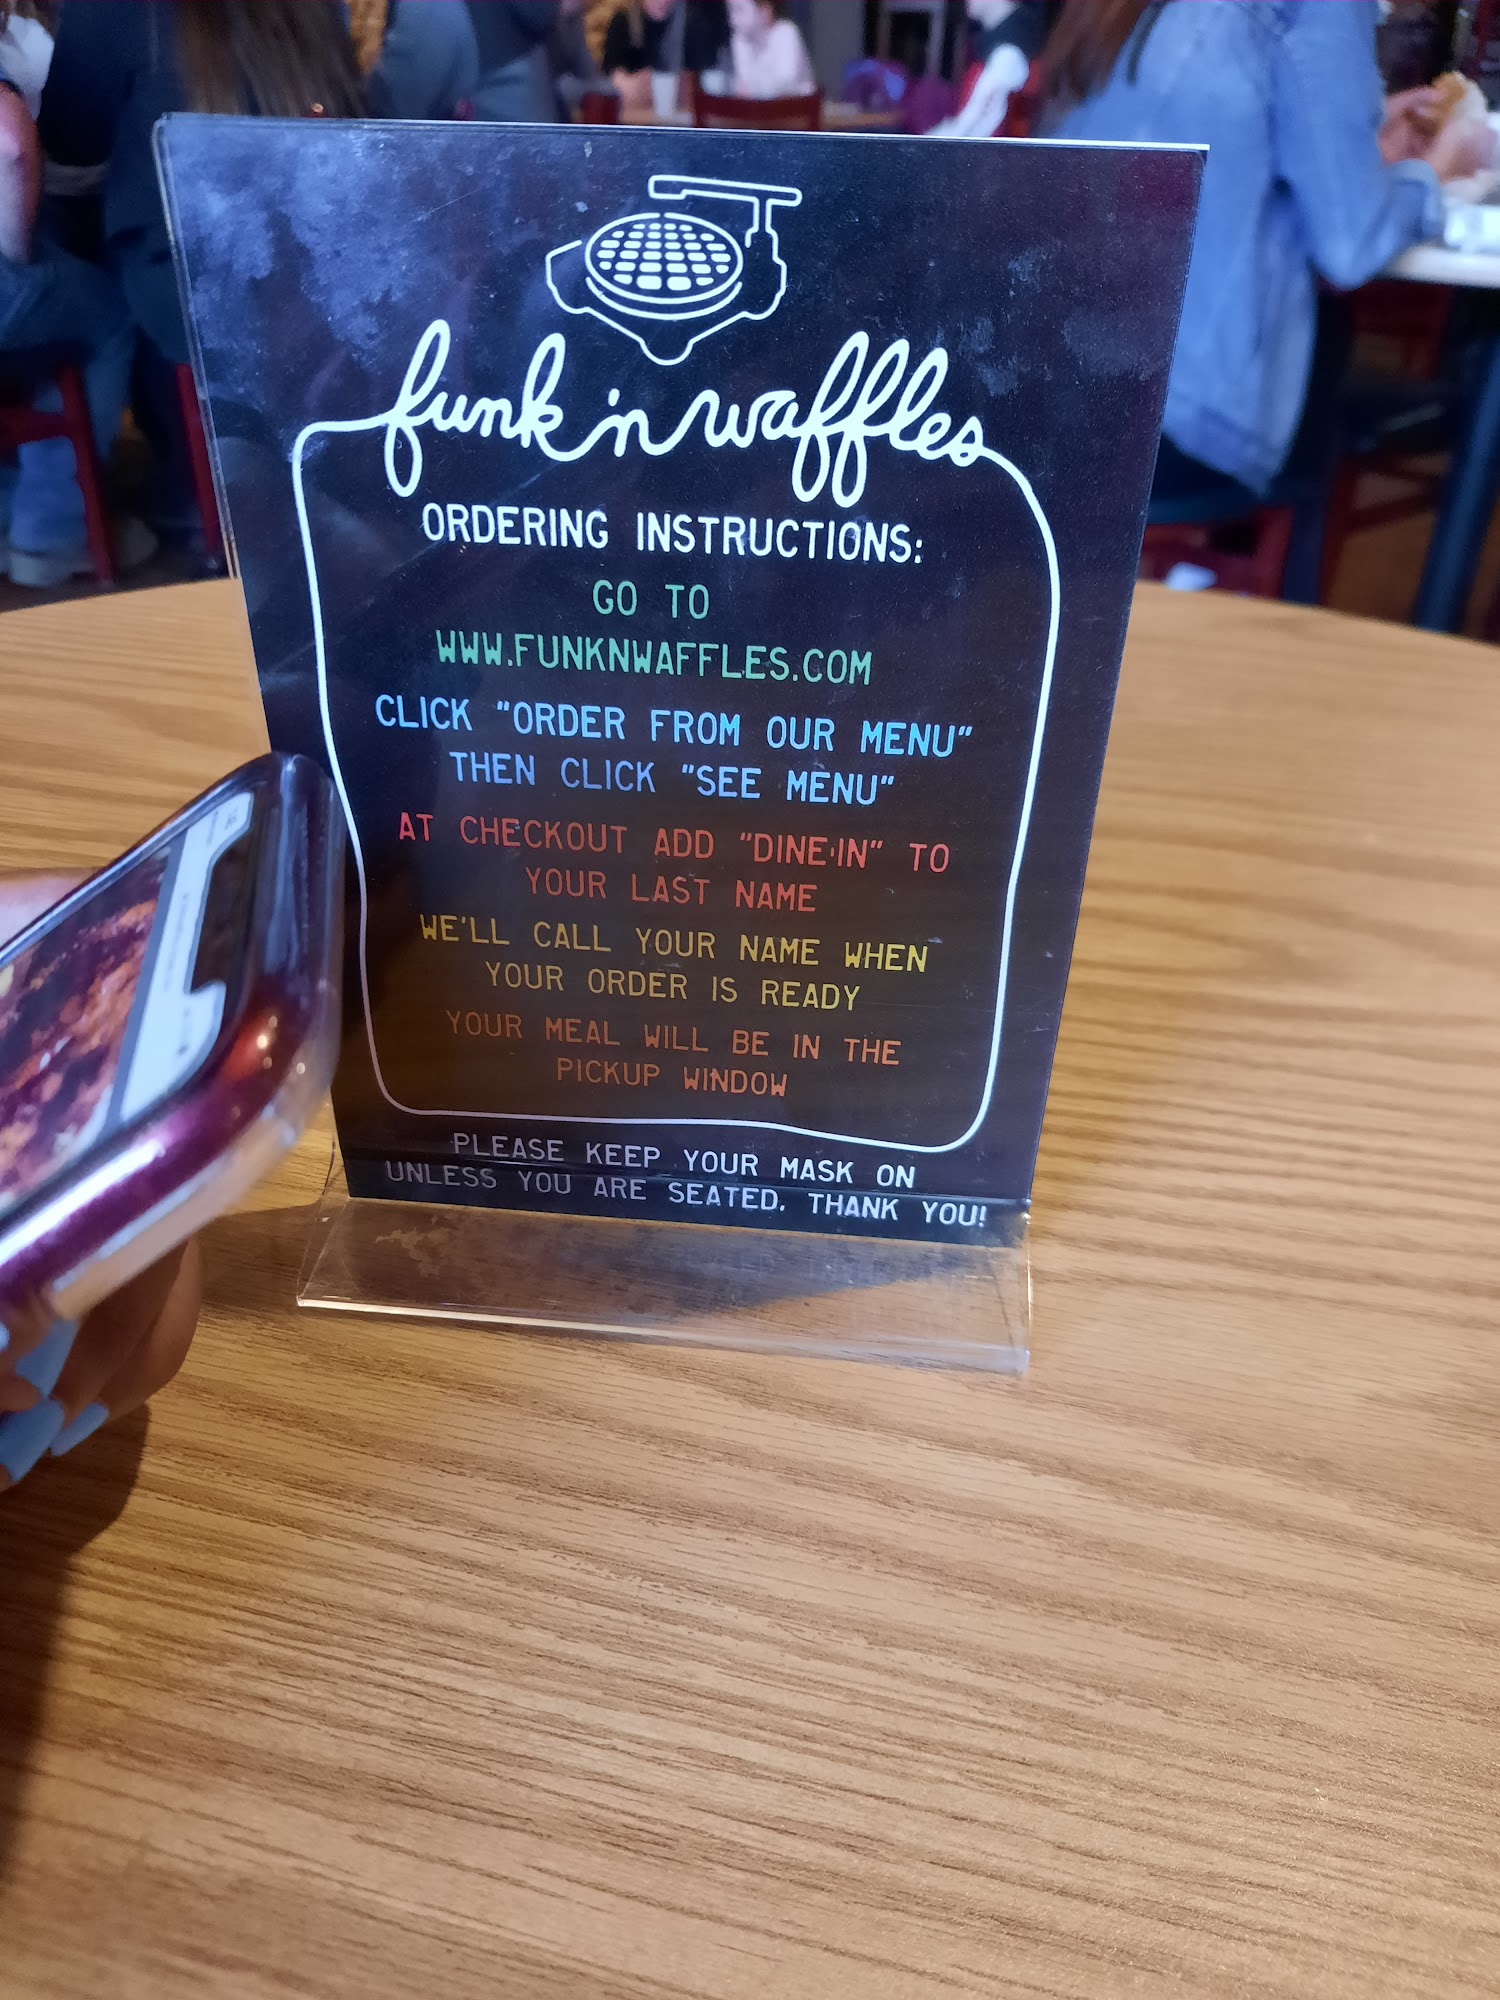 funk 'n waffles
ORDERING INSTRUCTIONS:
GO TO
WWW.FUNKNWAFFLES.COM
CLICK "ORDER FROM OUR MENU"
THEN CLICK "SEE MENU"
AT CHECKOUT ADD "DINE-IN" TO
YOUR LAST NAME
WE'LL CALL YOUR NAME WHEN
YOUR ORDER IS READY
YOUR MEAL WILL BE IN THE
PICKUP WINDOW
PLEASE KEEP YOUR MASK ON
UNLESS YOU ARE SEATED. THANK YOU!